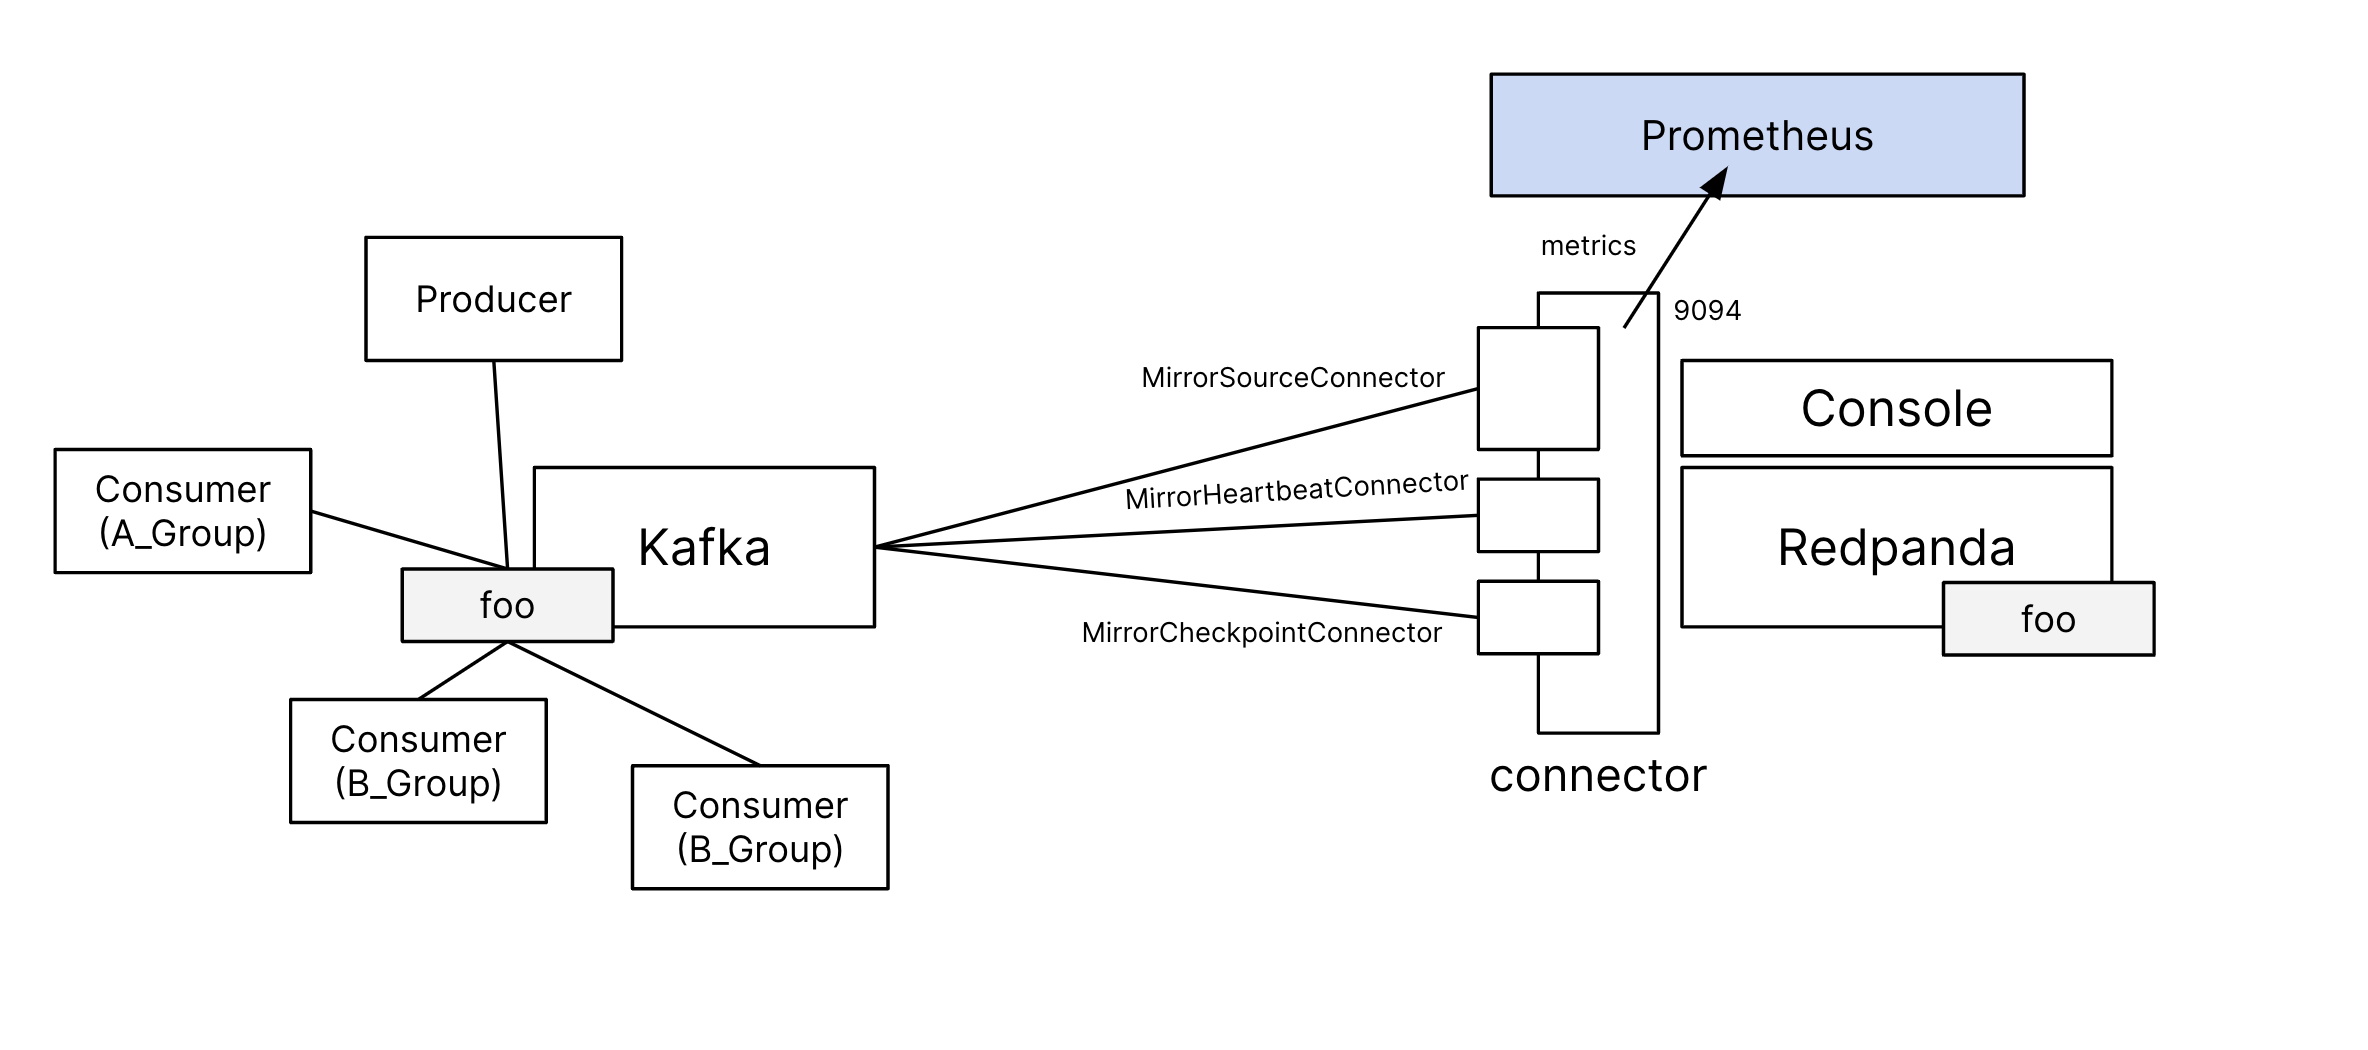 Prometheus
metrics
9094
Producer
MirrorSourceConnector
Console
Consumer
(A_Group)
MirrorHeartbeatConnector
Kafka
Redpanda
foo
foo
MirrorCheckpointConnector
Consumer
(B_Group)
connector
Consumer
(B_Group)